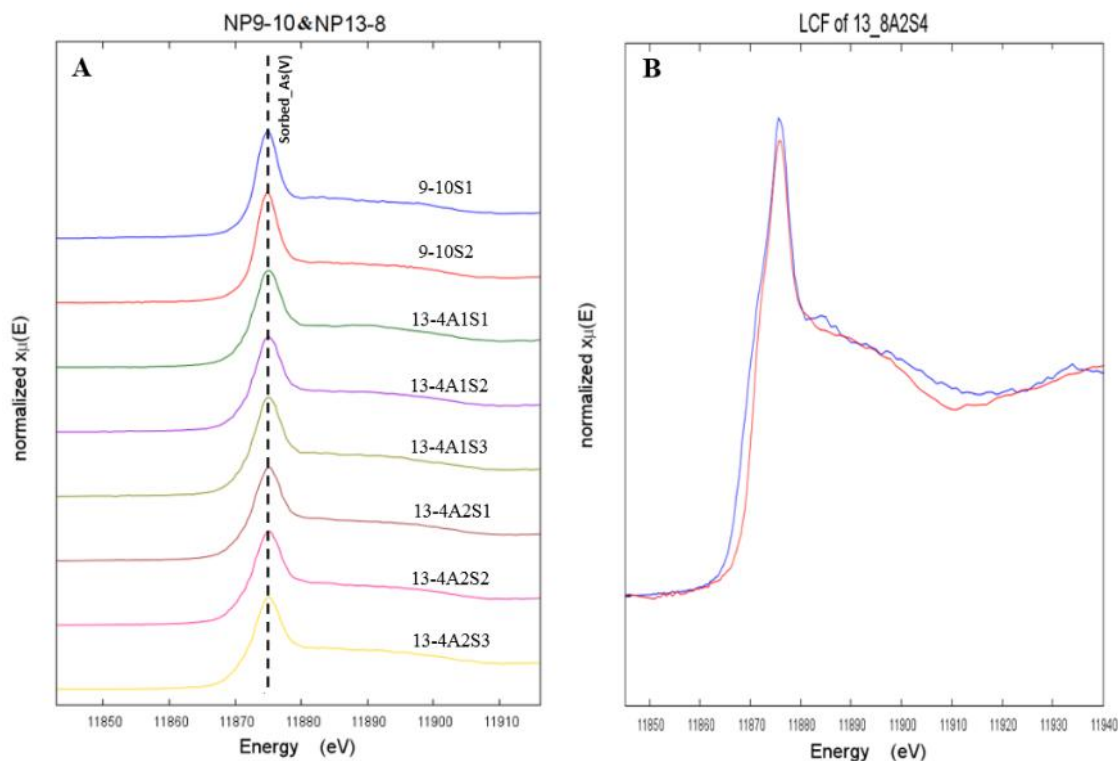 NP9-10&NP13-8
A
Sorbed_As(V)
9-10S1
9-10S2
13-4A1S1
13-4A1S2
13-4A1S3
13-4A2S1
13-4A2S2
13-4A2S3
normalized xμ(E)
11850 11860 11870 11880 11890 11900 11910
Energy (eV)
LCF of 13_8A2S4
B
normalized xμ(E)
11850 11860 11870 11880 11890 11900 11910 11920 11930 11940
Energy (eV)